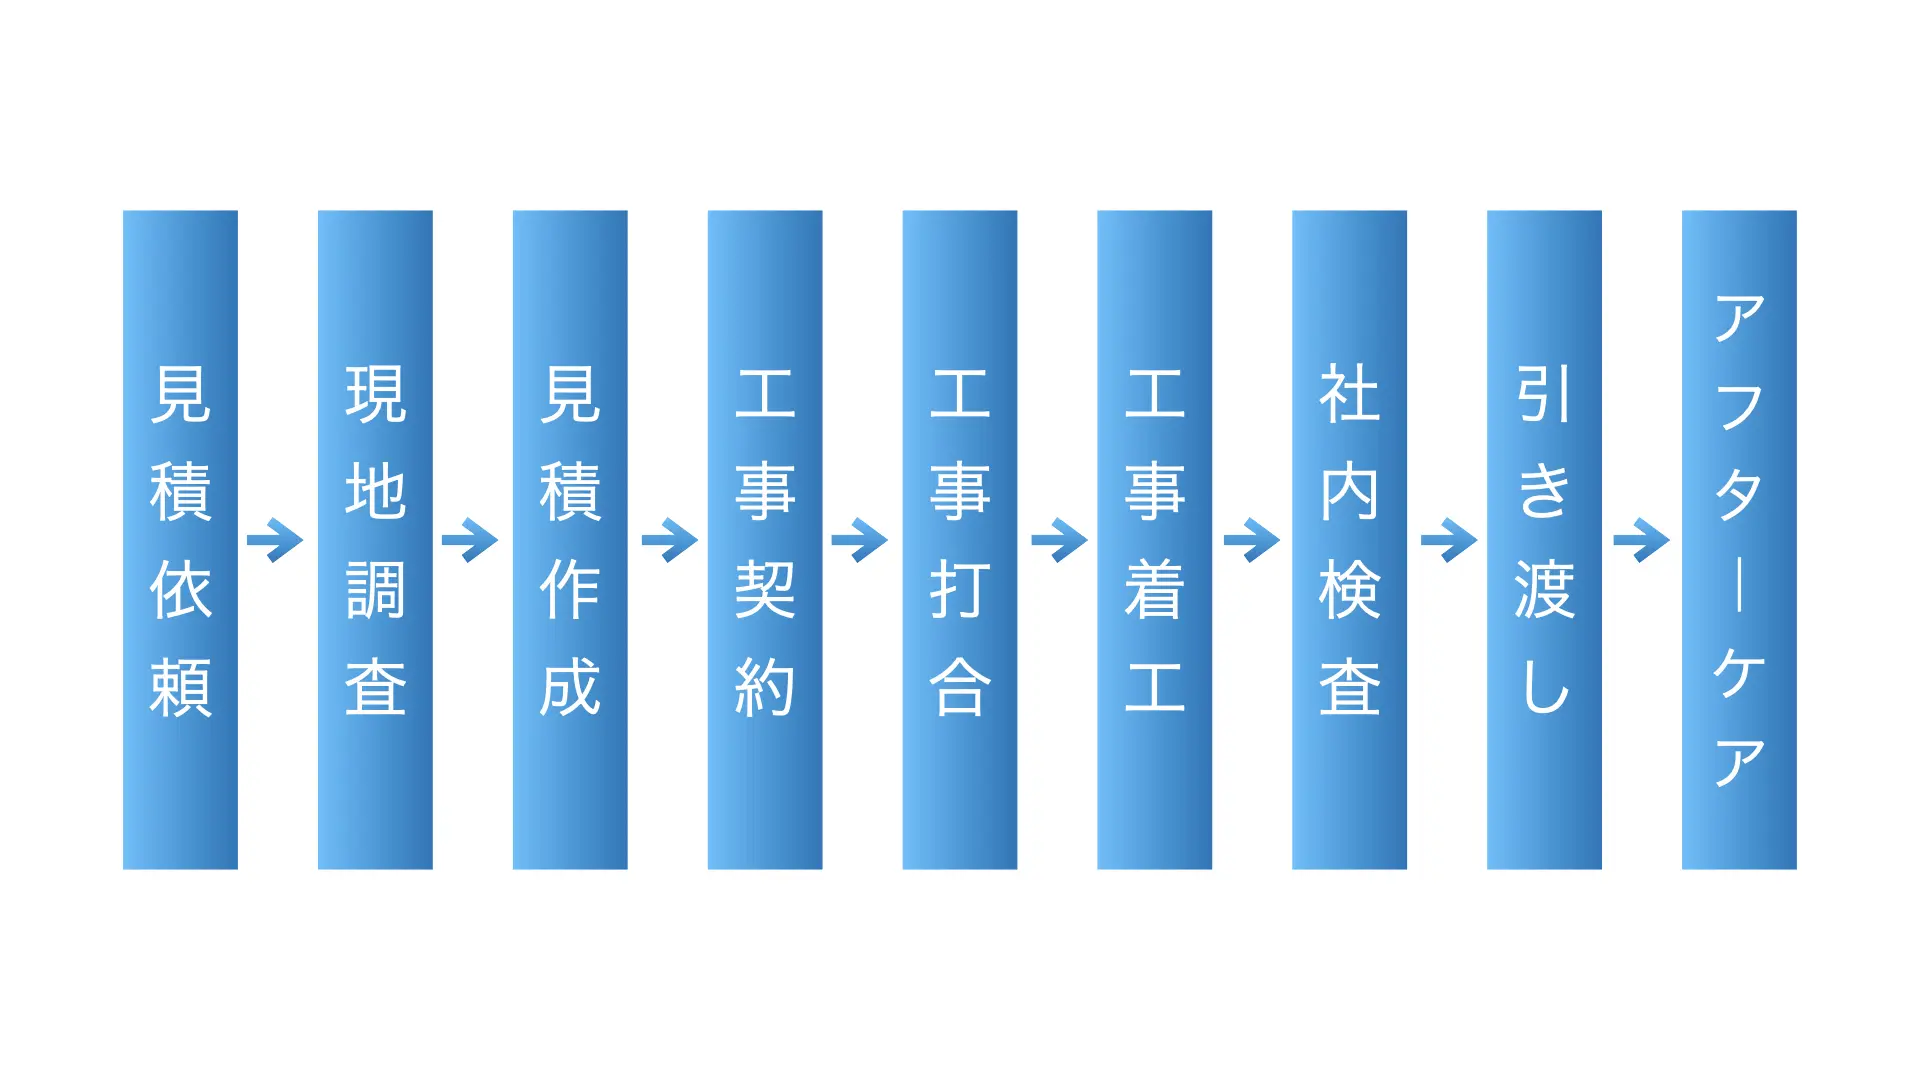 見積依頼
現地調査
見積作成
工事契約
工事打合
工事着工
社内検査
引き渡し
アフターケア